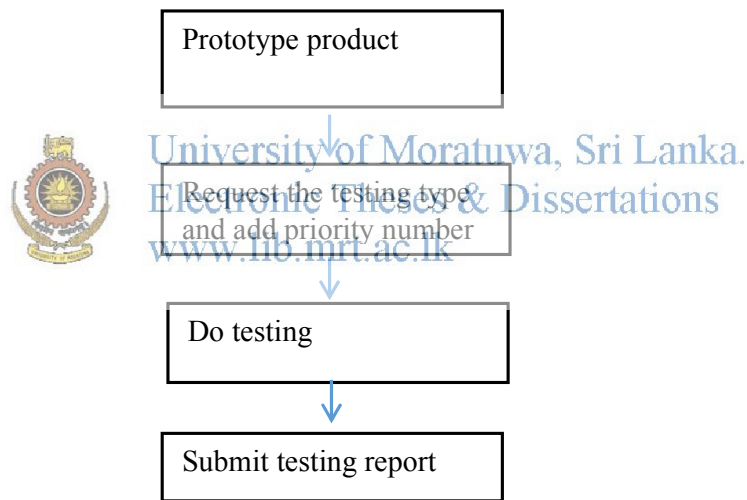 Prototype product
University of Moratuwa, Sri Lanka.
Request the testing type
Electronic Theses & Dissertations
and add priority number
www.lib.mrt.ac.lk
Do testing
Submit testing report